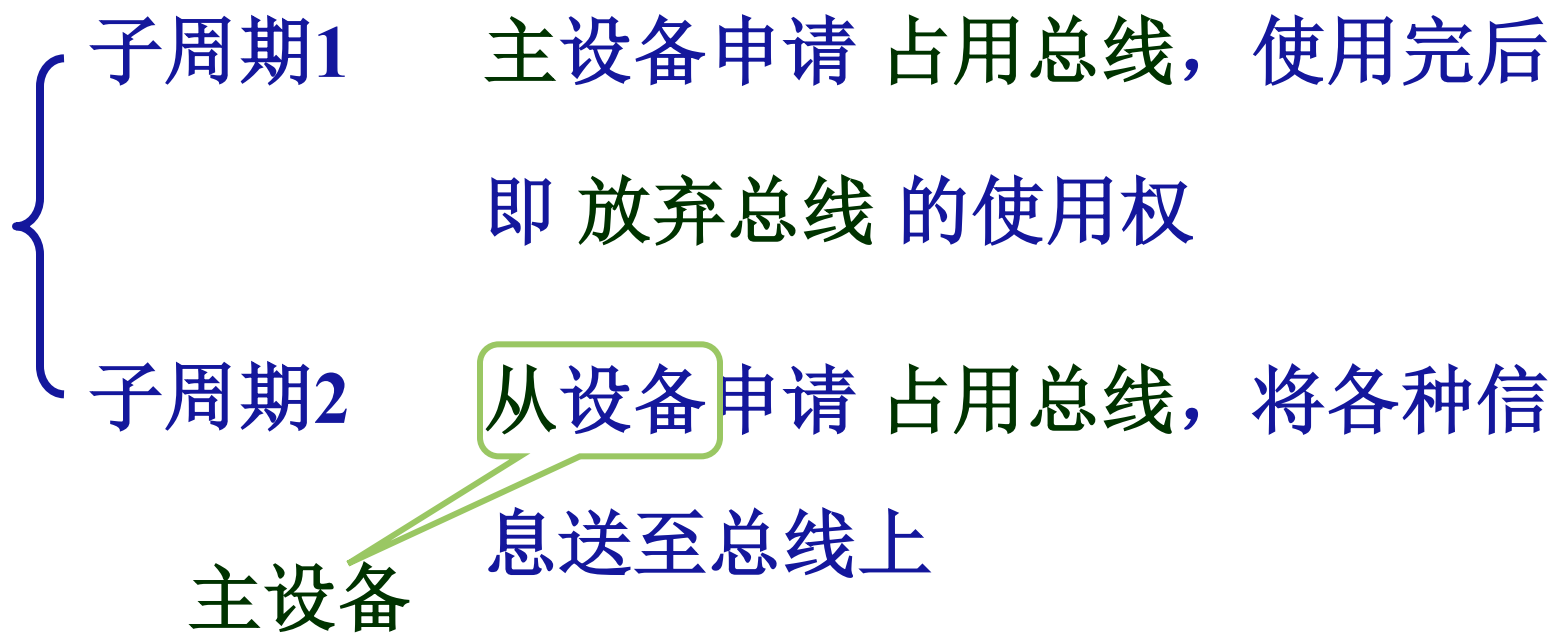 子周期1 主设备申请 占用总线，使用完后
即 放弃总线 的使用权
子周期2 从设备申请 占用总线，将各种信
息送至总线上
主设备